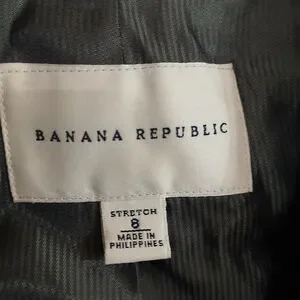 BANANA REPUBLIC
STRETCH
8
MADE IN
PHILIPPINES